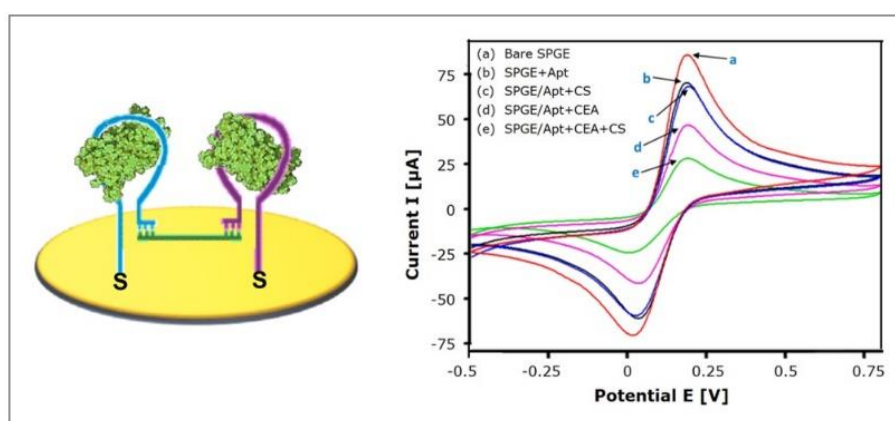 S S
(a) Bare SPGE
(b) SPGE+Apt
(c) SPGE/Apt+CS
(d) SPGE/Apt+CEA
(e) SPGE/Apt+CEA+CS
a
b
c
d
e
75
50
25
0
-25
-50
-75
Current I [µA]
-0.5 -0.25 0 0.25 0.5 0.75
Potential E [V]